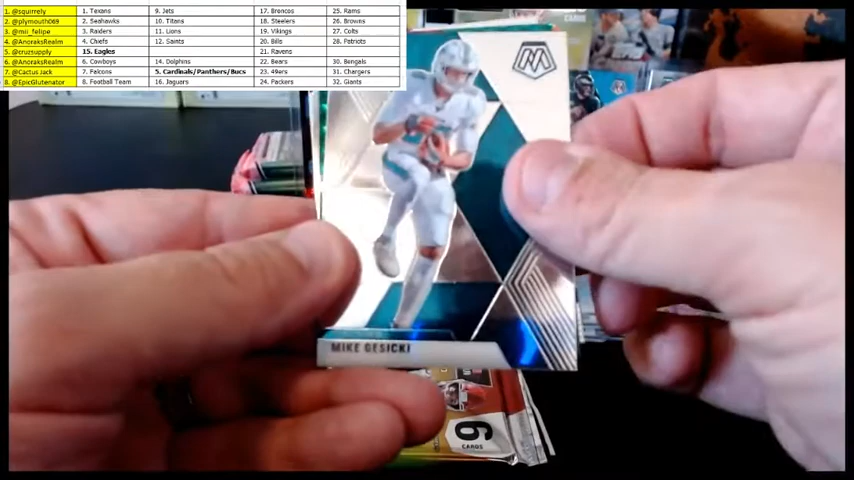 1. @squirrely 1. Texans 9. Jets 17. Broncos 25. Rams
2. @plymouth069 2. Seahawks 10. Titans 18. Steelers 26. Browns
3. @mii_felipe 3. Raiders 11. Lions 19. Vikings 27. Colts
4. @AnoraksRealm 4. Chiefs 12. Saints 20. Bills 28. Patriots
5. @cruzsupply 15. Eagles 21. Ravens
6. @AnoraksRealm 6. Cowboys 14. Dolphins 22. Bears 30. Bengals
7. @Cactus Jack 7. Falcons 5. Cardinals/Panthers/Bucs 23. 49ers 31. Chargers
8. @EpicGlutenator 8. Football Team 16. Jaguars 24. Packers 32. Giants
MIKE GESICKI
6
CARDS